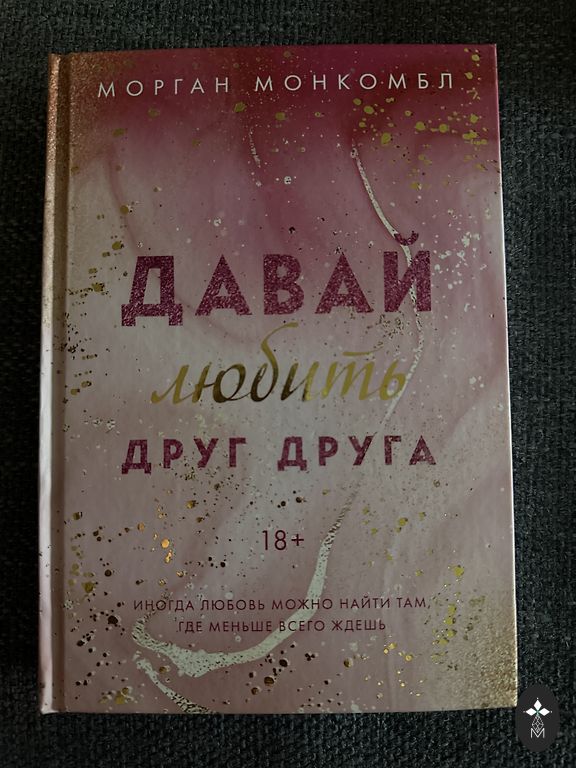 МОРГАН МОНКОМБЛ
ДАВАЙ
любить
ДРУГ ДРУГА
18+
ИНОГДА ЛЮБОВЬ МОЖНО НАЙТИ ТАМ,
ГДЕ МЕНЬШЕ ВСЕГО ЖДЕШЬ